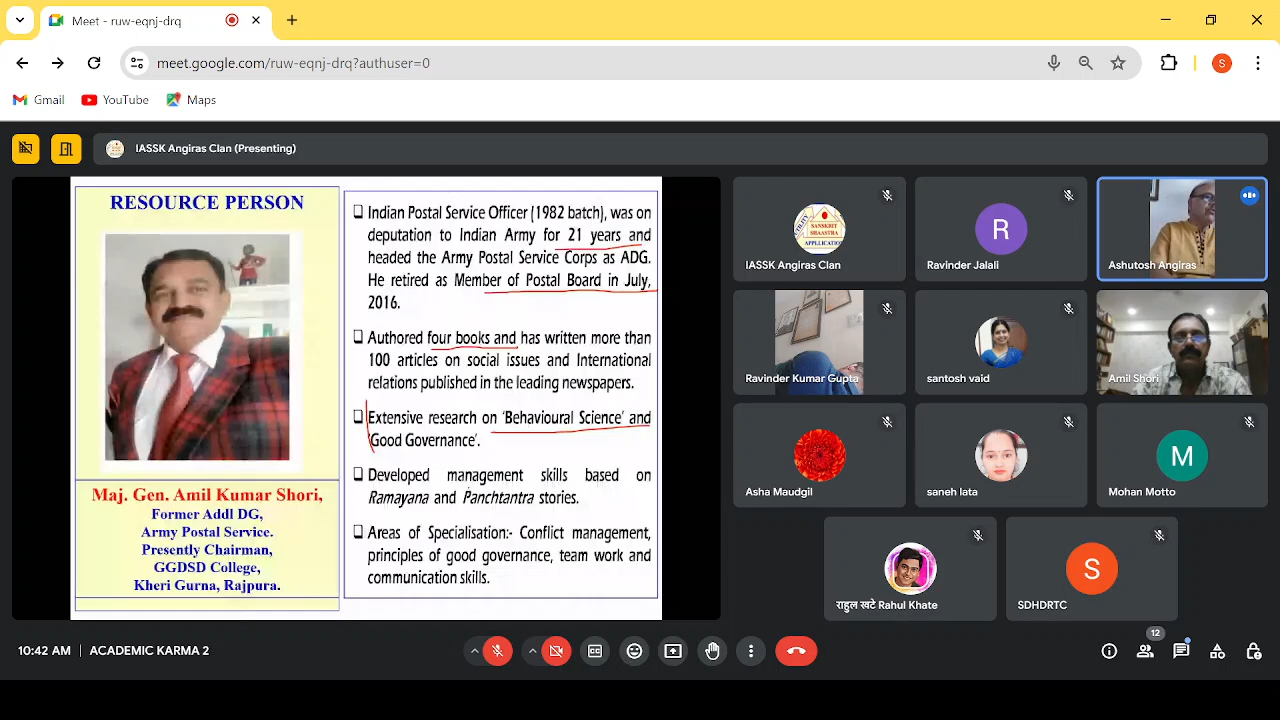 Meet - ruw-eqnj-drq
meet.google.com/ruw-eqnj-drq?authuser=0
S
Gmail
YouTube
Maps
IASSK Angiras Clan (Presenting)
RESOURCE PERSON
Maj. Gen. Amil Kumar Shori,
Former Addl DG,
Army Postal Service.
Presently Chairman,
GGDSD College,
Kheri Gurna, Rajpura.
Indian Postal Service Officer (1982 batch), was on
deputation to Indian Army for 21 years and
headed the Army Postal Service Corps as ADG.
He retired as Member of Postal Board in July,
2016.
Authored four books and has written more than
100 articles on social issues and International
relations published in the leading newspapers.
Extensive research on 'Behavioural Science' and
'Good Governance'.
Developed management skills based on
Ramayana and Panchtantra stories.
Areas of Specialisation:- Conflict management,
principles of good governance, team work and
communication skills.
SANSKRIT
SHAASTRA
APPLICATION
IASSK Angiras Clan
R
Ravinder Jalali
Ashutosh Angiras
Ravinder Kumar Gupta
santosh vaid
Amil Shori
Asha Maudgil
saneh lata
M
Mohan Motto
राहुल खटे Rahul Khate
S
SDHDRTC
10:42 AM
ACADEMIC KARMA 2
12